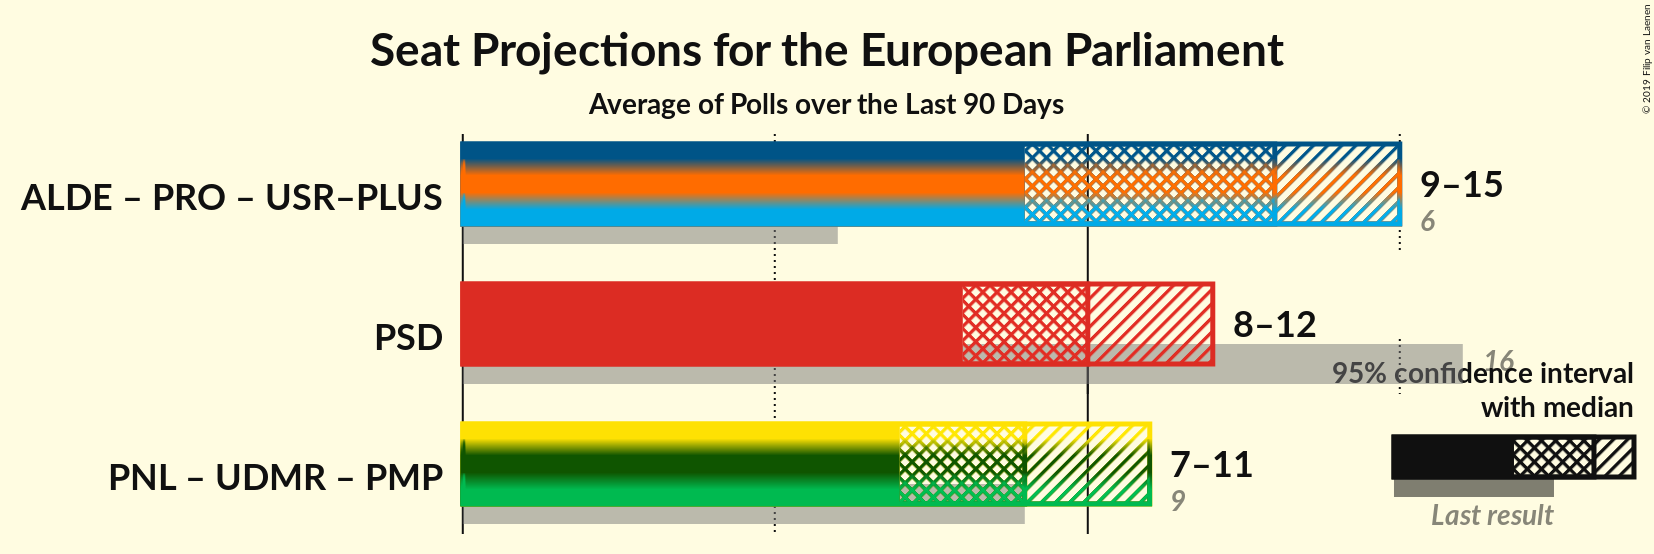 Seat Projections for the European Parliament
Average of Polls over the Last 90 Days
© 2019 Filip van Laenen
ALDE – PRO – USR–PLUS
9–15
6
PSD
8–12
16
95% confidence interval
with median
PNL – UDMR – PMP
7–11
9
Last result